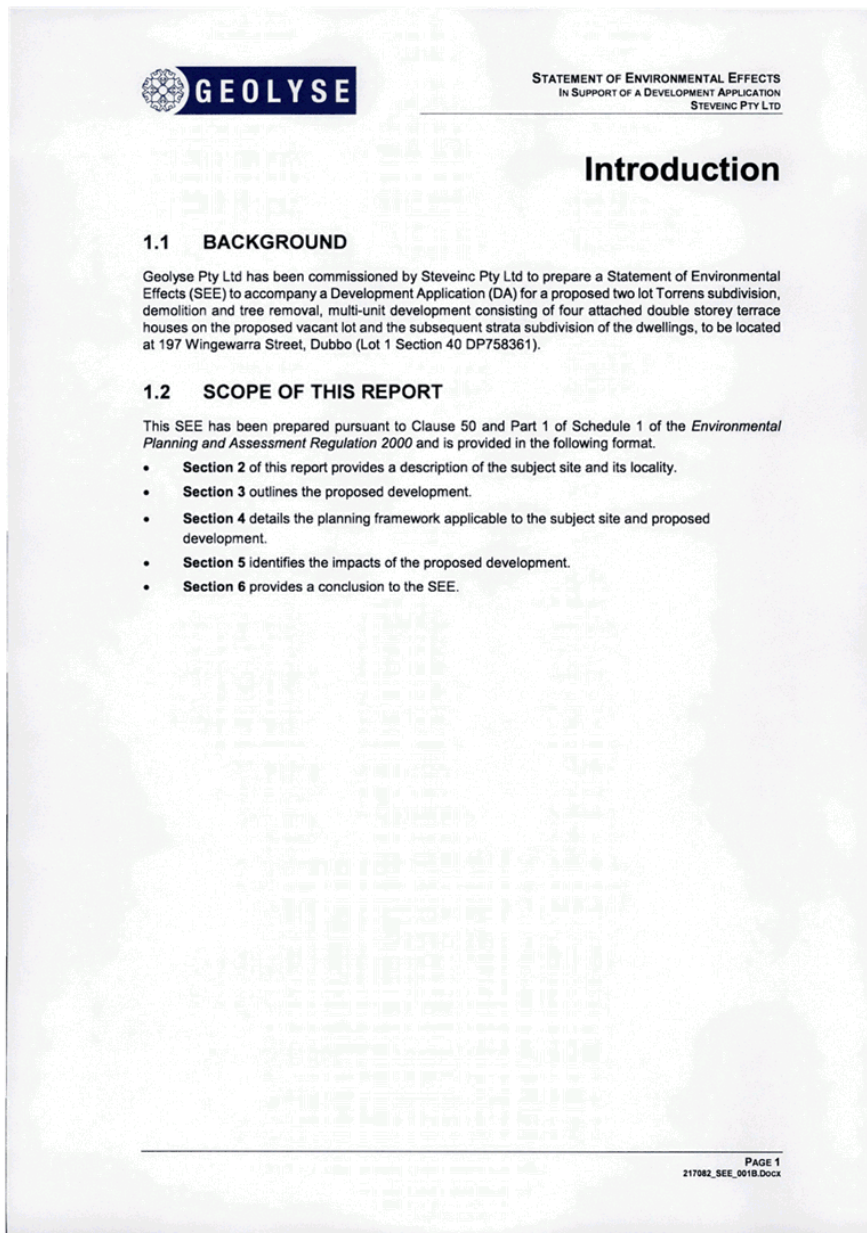 GEOLYSE
STATEMENT OF ENVIRONMENTAL EFFECTS
IN SUPPORT OF A DEVELOPMENT APPLICATION
STEVEINC PTY LTD
Introduction
1.1 BACKGROUND
Geolyse Pty Ltd has been commissioned by Steveinc Pty Ltd to prepare a Statement of Environmental
Effects (SEE) to accompany a Development Application (DA) for a proposed two lot Torrens subdivision,
demolition and tree removal, multi-unit development consisting of four attached double storey terrace
houses on the proposed vacant lot and the subsequent strata subdivision of the dwellings, to be located
at 197 Wingewarra Street, Dubbo (Lot 1 Section 40 DP758361).
1.2 SCOPE OF THIS REPORT
This SEE has been prepared pursuant to Clause 50 and Part 1 of Schedule 1 of the Environmental
Planning and Assessment Regulation 2000 and is provided in the following format.
• Section 2 of this report provides a description of the subject site and its locality.
• Section 3 outlines the proposed development.
• Section 4 details the planning framework applicable to the subject site and proposed
development.
• Section 5 identifies the impacts of the proposed development.
• Section 6 provides a conclusion to the SEE.
PAGE 1
217082_SEE_001B.Docx